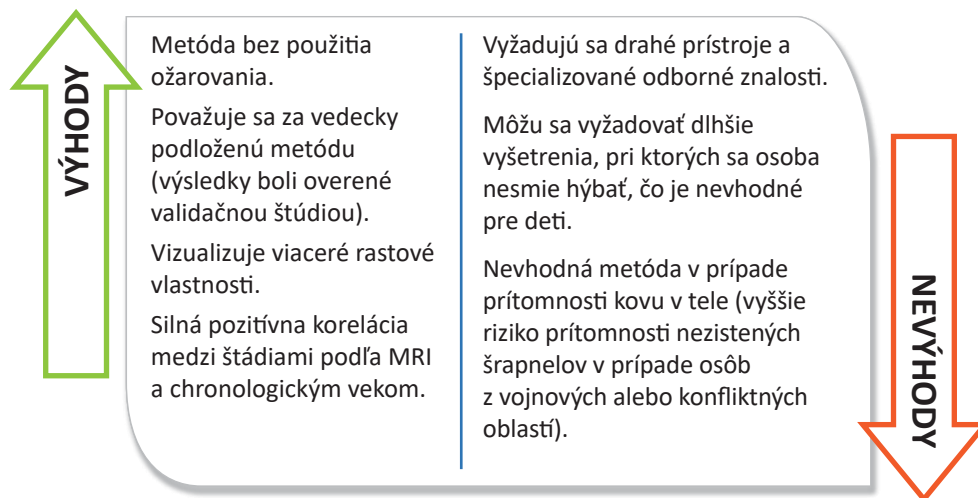 VÝHODY
Metóda bez použitia
ožarovania.
Považuje sa za vedecky
podloženú metódu
(výsledky boli overené
validačnou štúdiou).
Vizualizuje viaceré rastové
vlastnosti.
Silná pozitívna korelácia
medzi štádiami podľa MRI
a chronologickým vekom.
Vyžadujú sa drahé prístroje a
špecializované odborné znalosti.
Môžu sa vyžadovať dlhšie
vyšetrenia, pri ktorých sa osoba
nesmie hýbať, čo je nevhodné
pre deti.
Nevhodná metóda v prípade
prítomnosti kovu v tele (vyššie
riziko prítomnosti nezistených
šrapnelov v prípade osôb
z vojnových alebo konfliktných
oblastí).
NEVÝHODY